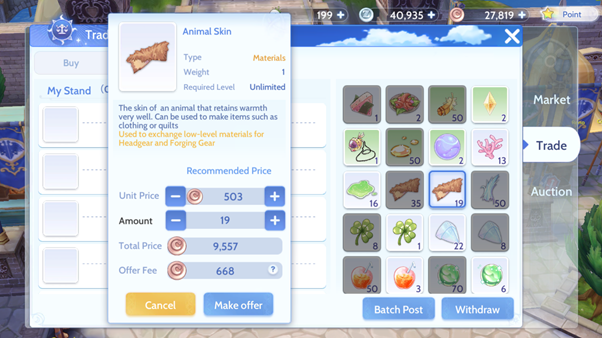 199
40,935
27,819
Point
Trad
Buy
My Stand (0
Animal Skin
Type Materials
Weight 1
Required Level Unlimited
The skin of an animal that retains warmth
very well. Can be used to make items such as
clothing or quilts
Used to exchange low-level materials for
Headgear and Forging Gear
Recommended Price
Unit Price − 503 +
Amount − 19 +
Total Price 9,557
Offer Fee 668 ?
Cancel Make offer
1 2 50 2
1 50 2 13
16 35 19 50
8 1 22 8
50 3 70 6
Batch Post Withdraw
Market
Trade
Auction